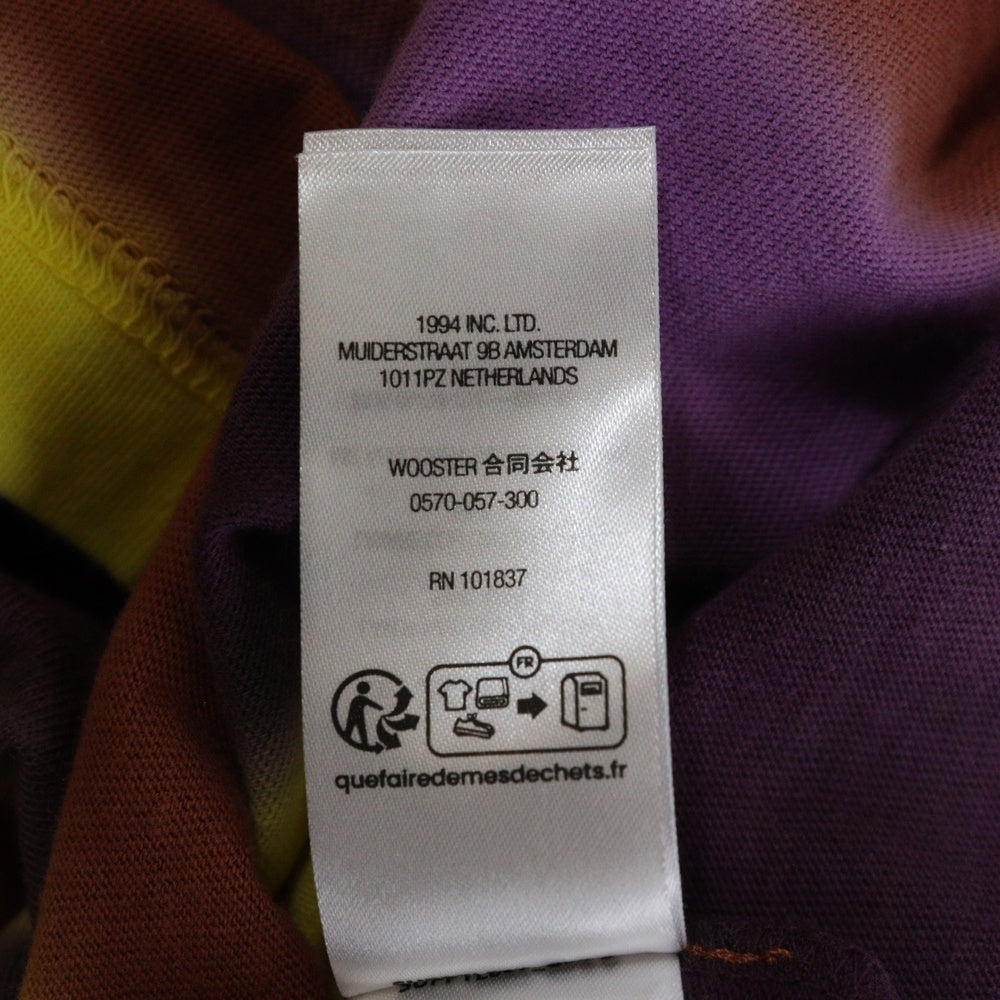 1994 INC. LTD.
MUIDERSTRAAT 9B AMSTERDAM
1011PZ NETHERLANDS
WOOSTER 合同会社
0570-057-300
RN 101837
FR
quefairedemesdechets.fr